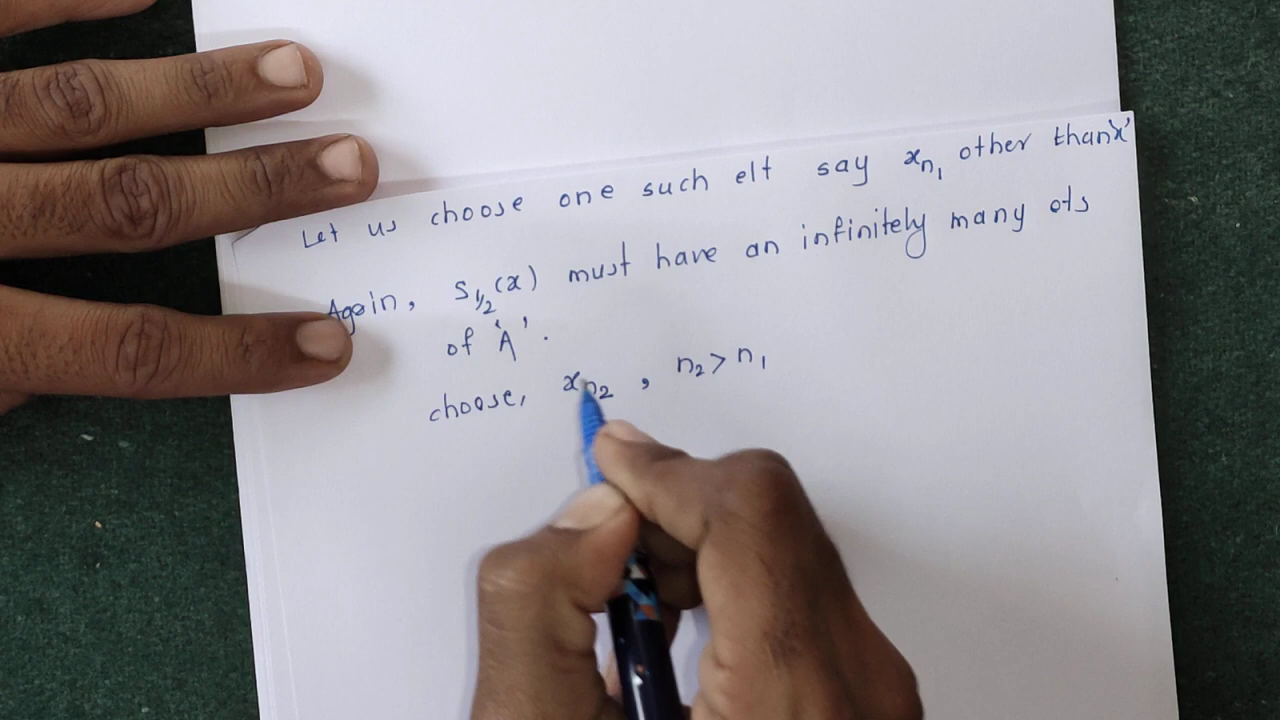 Let us choose one such elt say xₙ₁ other than 'x'
Again, S₁/₂(x) must have an infinitely many ots
of 'A'.
choose, xₙ₂ , n₂ > n₁